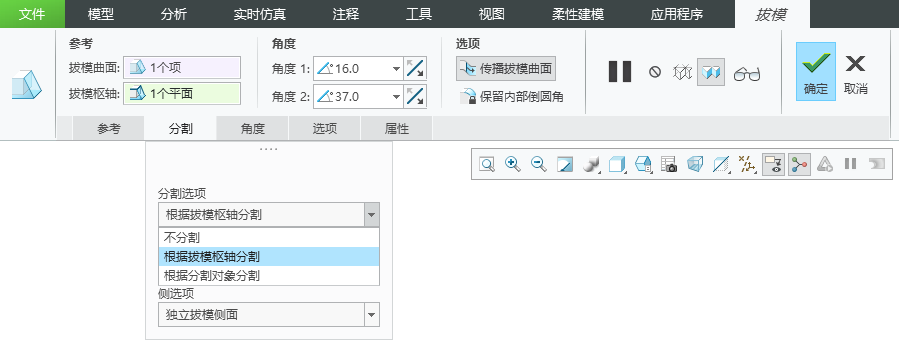 文件 模型 分析 实时仿真 注释 工具 视图 柔性建模 应用程序 拔模
参考 角度 选项
拔模曲面: 1个项 角度 1: 16.0 传播拔模曲面
拔模枢轴: 1个平面 角度 2: 37.0 保留内部倒圆角
确定 取消
参考 分割 角度 选项 属性
分割选项
根据拔模枢轴分割
不分割
根据拔模枢轴分割
根据分割对象分割
侧选项
独立拔模侧面